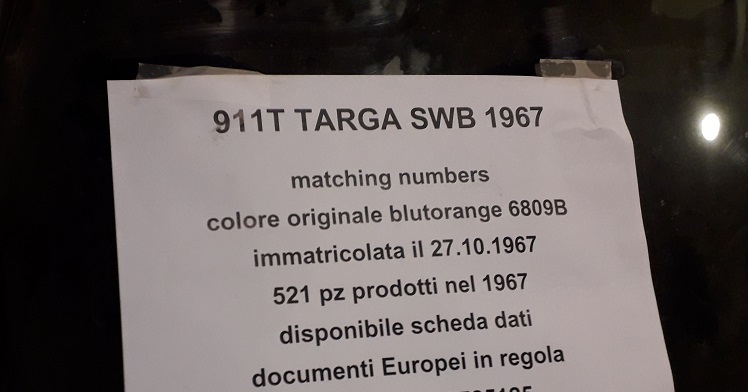 911T TARGA SWB 1967
matching numbers
colore originale blutorange 6809B
immatricolata il 27.10.1967
521 pz prodotti nel 1967
disponibile scheda dati
documenti Europei in regola